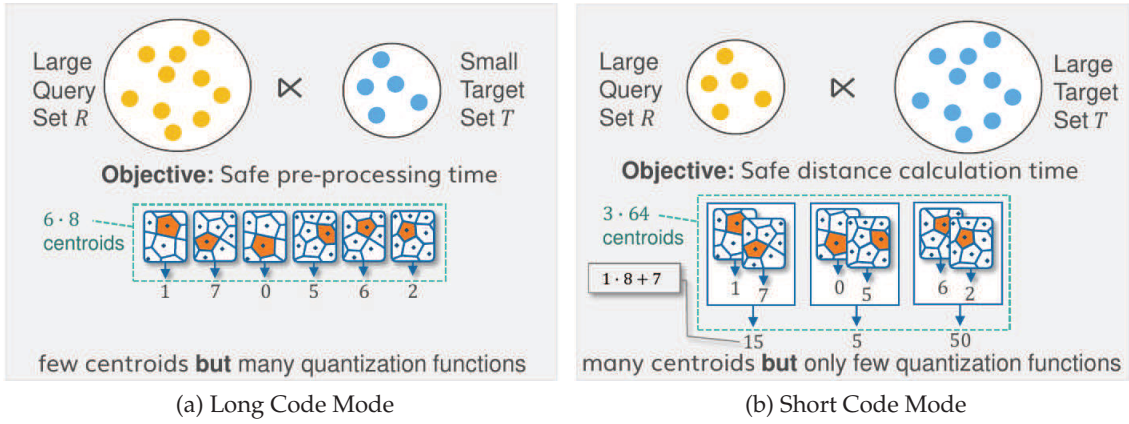 Large
Query
Set R
⋉
Small
Target
Set T
Objective: Safe pre-processing time
6 · 8
centroids
1 7 0 5 6 2
few centroids but many quantization functions
(a) Long Code Mode
Large
Query
Set R
⋉
Large
Target
Set T
Objective: Safe distance calculation time
3 · 64
centroids
1 · 8 + 7
1 7 0 5 6 2
15 5 50
many centroids but only few quantization functions
(b) Short Code Mode